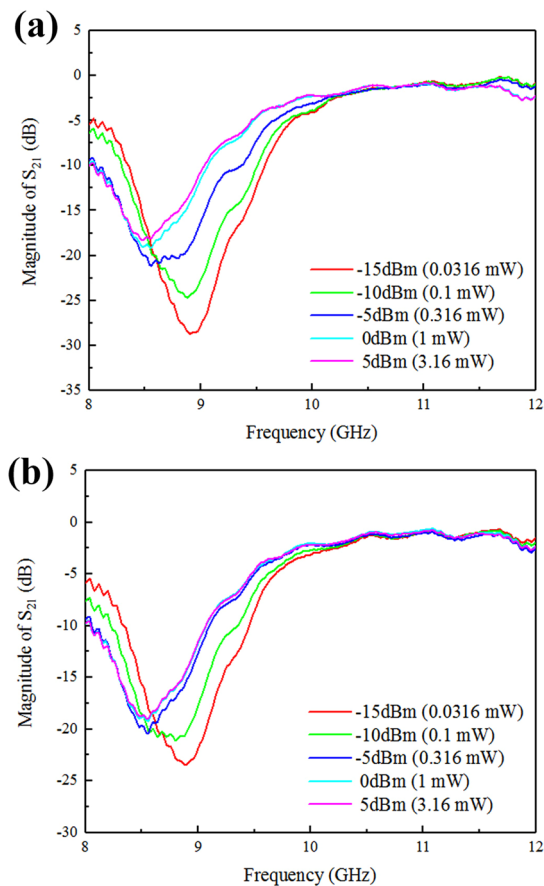 (a)
5
0
-5
-10
-15
-20
-25
-30
-35
Magnitude of S21 (dB)
-15dBm (0.0316 mW)
-10dBm (0.1 mW)
-5dBm (0.316 mW)
0dBm (1 mW)
5dBm (3.16 mW)
8 9 10 11 12
Frequency (GHz)
(b)
5
0
-5
-10
-15
-20
-25
-30
Magnitude of S21 (dB)
-15dBm (0.0316 mW)
-10dBm (0.1 mW)
-5dBm (0.316 mW)
0dBm (1 mW)
5dBm (3.16 mW)
8 9 10 11 12
Frequency (GHz)